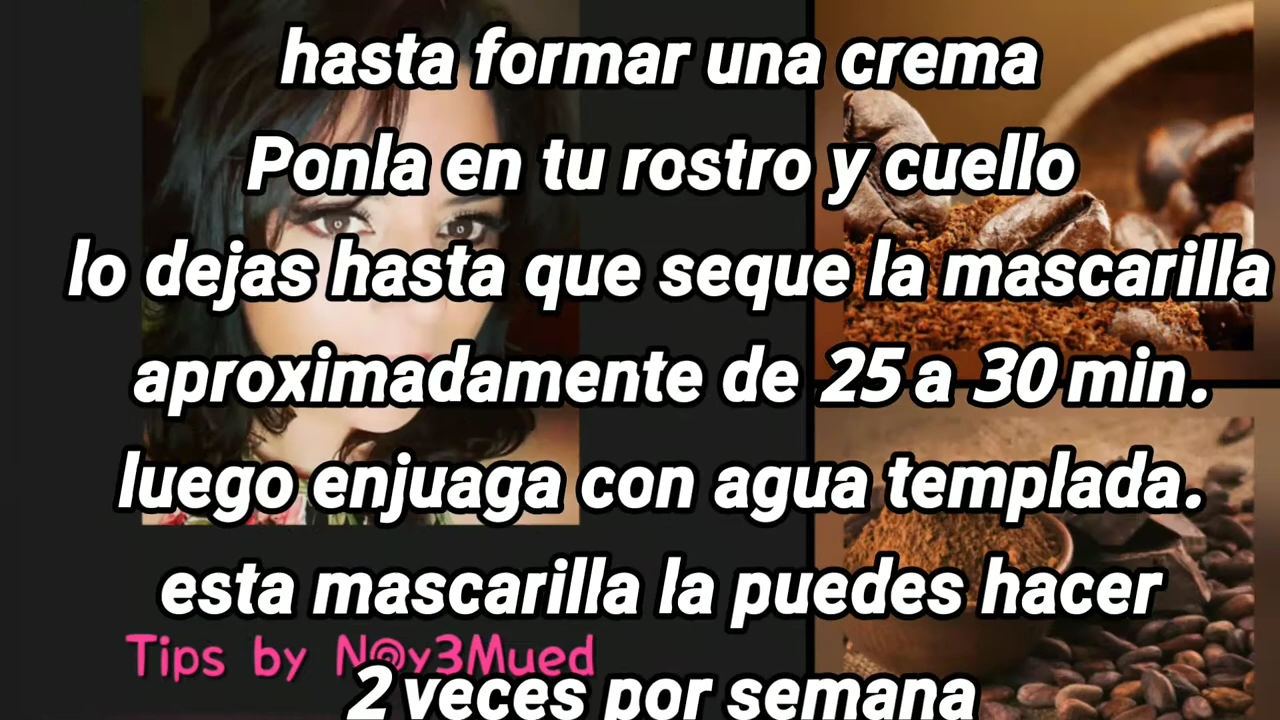 hasta formar una crema
Ponla en tu rostro y cuello
lo dejas hasta que seque la mascarilla
aproximadamente de 25 a 30 min.
luego enjuaga con agua templada.
esta mascarilla la puedes hacer
Tips by N@y3Mued
2 veces por semana